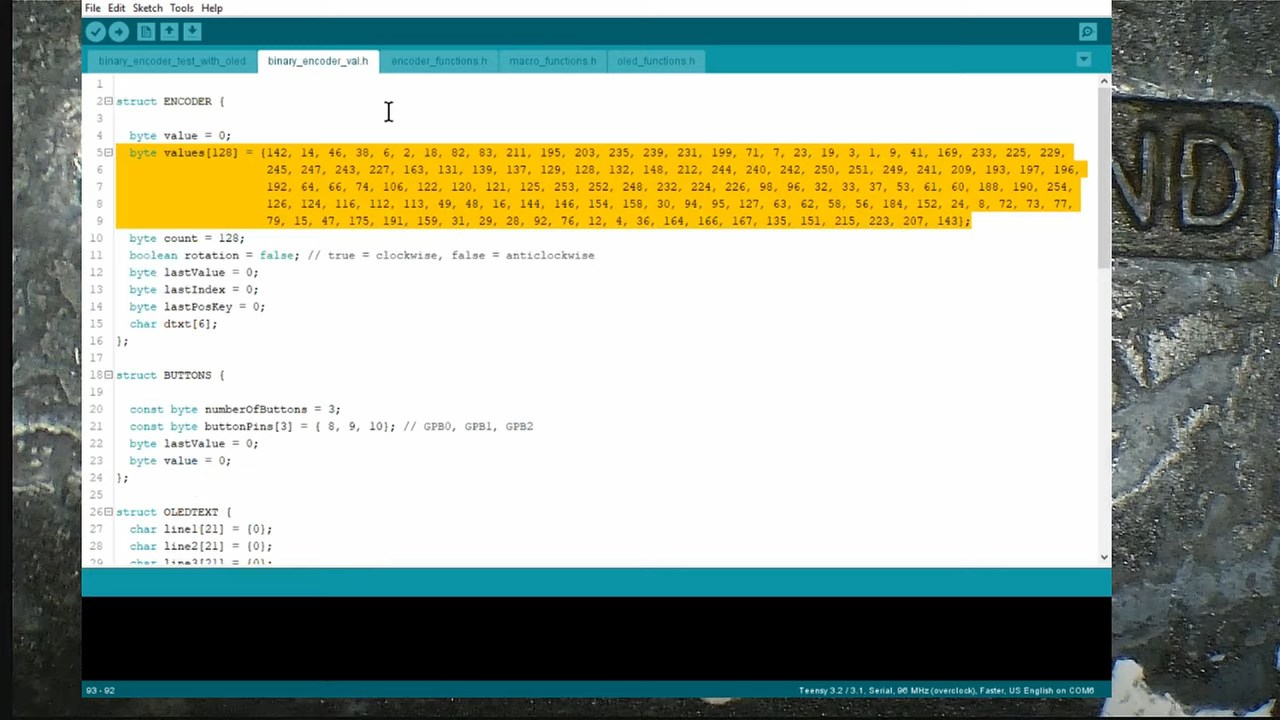 File Edit Sketch Tools Help
binary_encoder_test_with_oled binary_encoder_val.h encoder_functions.h macro_functions.h oled_functions.h
1
2 struct ENCODER {
3
4 byte value = 0;
5 byte values[128] = {142, 14, 46, 38, 6, 2, 18, 82, 83, 211, 195, 203, 235, 239, 231, 199, 71, 7, 23, 19, 3, 1, 9, 41, 169, 233, 225, 229,
6 245, 247, 243, 227, 163, 131, 139, 137, 129, 128, 132, 148, 212, 244, 240, 242, 250, 251, 249, 241, 209, 193, 197, 196,
7 192, 64, 66, 74, 106, 122, 120, 121, 125, 253, 252, 248, 232, 224, 226, 98, 96, 32, 33, 37, 53, 61, 60, 188, 190, 254,
8 126, 124, 116, 112, 113, 49, 48, 16, 144, 146, 154, 158, 30, 94, 95, 127, 63, 62, 58, 56, 184, 152, 24, 8, 72, 73, 77,
9 79, 15, 47, 175, 191, 159, 31, 29, 28, 92, 76, 12, 4, 36, 164, 166, 167, 135, 151, 215, 223, 207, 143};
10 byte count = 128;
11 boolean rotation = false; // true = clockwise, false = anticlockwise
12 byte lastValue = 0;
13 byte lastIndex = 0;
14 byte lastPosKey = 0;
15 char dtxt[6];
16 };
17
18 struct BUTTONS {
19
20 const byte numberOfButtons = 3;
21 const byte buttonPins[3] = { 8, 9, 10}; // GPB0, GPB1, GPB2
22 byte lastValue = 0;
23 byte value = 0;
24 };
25
26 struct OLEDTEXT {
27 char line1[21] = {0};
28 char line2[21] = {0};
29 char line3[21] = {0};
93 - 92
Teensy 3.2 / 3.1, Serial, 96 MHz (overclock), Faster, US English on COM6
ND